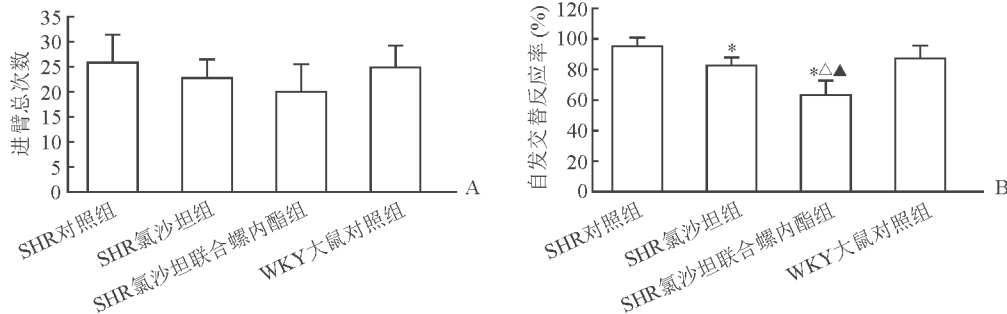 进臂总次数
35
30
25
20
15
10
5
0
SHR对照组
SHR氯沙坦组
SHR氯沙坦联合螺内酯组
WKY大鼠对照组
A
自发交替反应率(%)
120
100
80
60
40
20
0
*
*△▲
SHR对照组
SHR氯沙坦组
SHR氯沙坦联合螺内酯组
WKY大鼠对照组
B